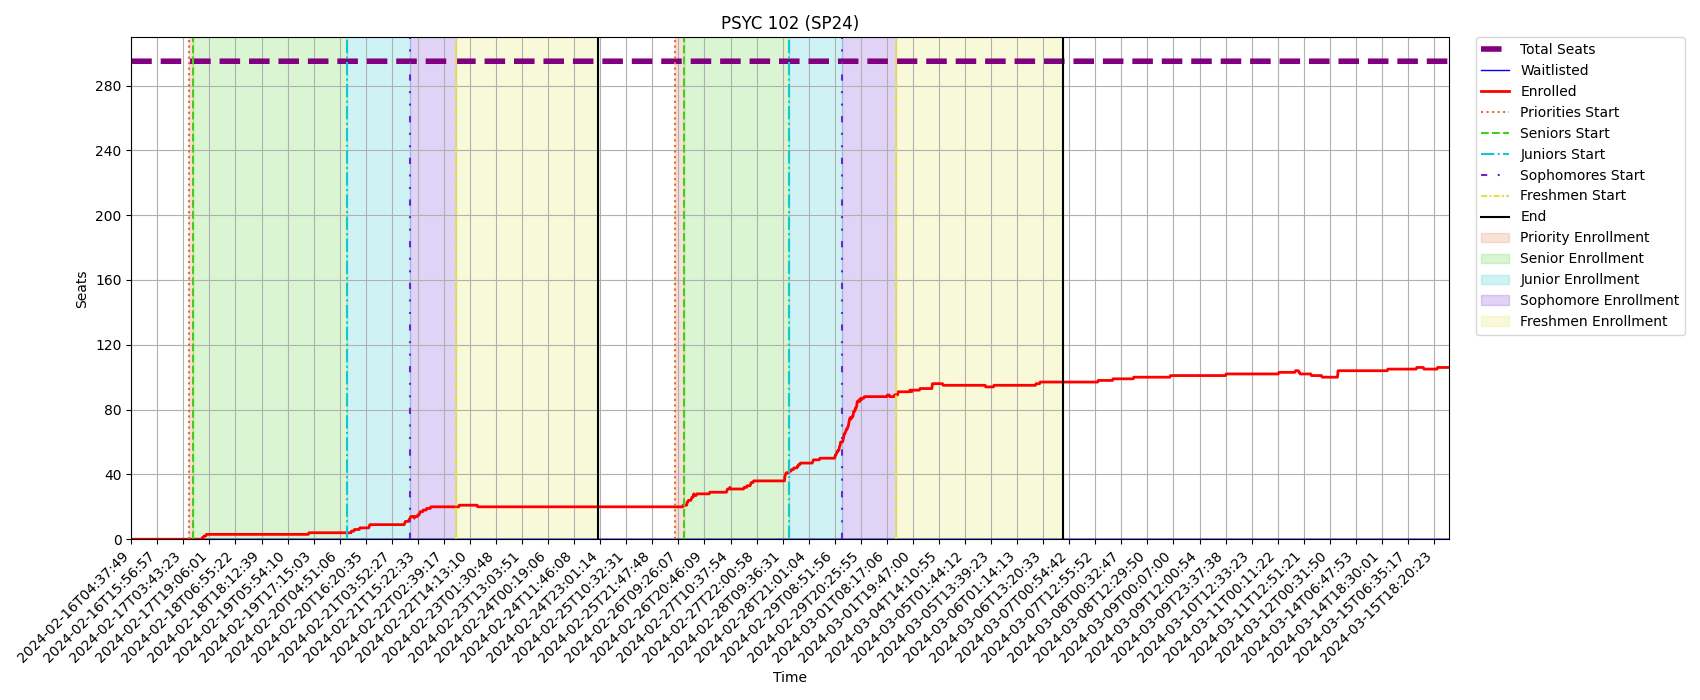 PSYC 102 (SP24)
Seats
280
240
200
160
120
80
40
0
2024-02-16T04:37:49
2024-02-16T15:56:57
2024-02-17T03:43:23
2024-02-17T19:06:01
2024-02-18T06:55:22
2024-02-18T18:12:39
2024-02-19T05:54:10
2024-02-19T17:15:03
2024-02-20T04:51:06
2024-02-20T16:20:35
2024-02-21T03:52:27
2024-02-21T15:22:33
2024-02-22T02:39:17
2024-02-22T14:13:10
2024-02-23T01:30:48
2024-02-23T13:03:51
2024-02-24T00:19:06
2024-02-24T11:46:08
2024-02-24T23:01:14
2024-02-25T10:32:31
2024-02-25T21:47:48
2024-02-26T09:26:07
2024-02-26T20:46:09
2024-02-27T10:37:54
2024-02-27T22:00:58
2024-02-28T09:36:31
2024-02-28T21:01:04
2024-02-29T08:51:56
2024-02-29T20:25:55
2024-03-01T08:17:06
2024-03-01T19:47:00
2024-03-04T14:10:55
2024-03-05T01:44:12
2024-03-05T13:39:23
2024-03-06T01:14:13
2024-03-06T13:20:33
2024-03-07T00:54:42
2024-03-07T12:55:52
2024-03-08T00:32:47
2024-03-08T12:29:50
2024-03-09T00:07:00
2024-03-09T12:00:54
2024-03-09T23:37:38
2024-03-10T12:33:23
2024-03-11T00:11:22
2024-03-11T12:51:21
2024-03-12T00:31:50
2024-03-14T06:47:53
2024-03-14T18:30:01
2024-03-15T06:35:17
2024-03-15T18:20:23
Time
Total Seats
Waitlisted
Enrolled
Priorities Start
Seniors Start
Juniors Start
Sophomores Start
Freshmen Start
End
Priority Enrollment
Senior Enrollment
Junior Enrollment
Sophomore Enrollment
Freshmen Enrollment